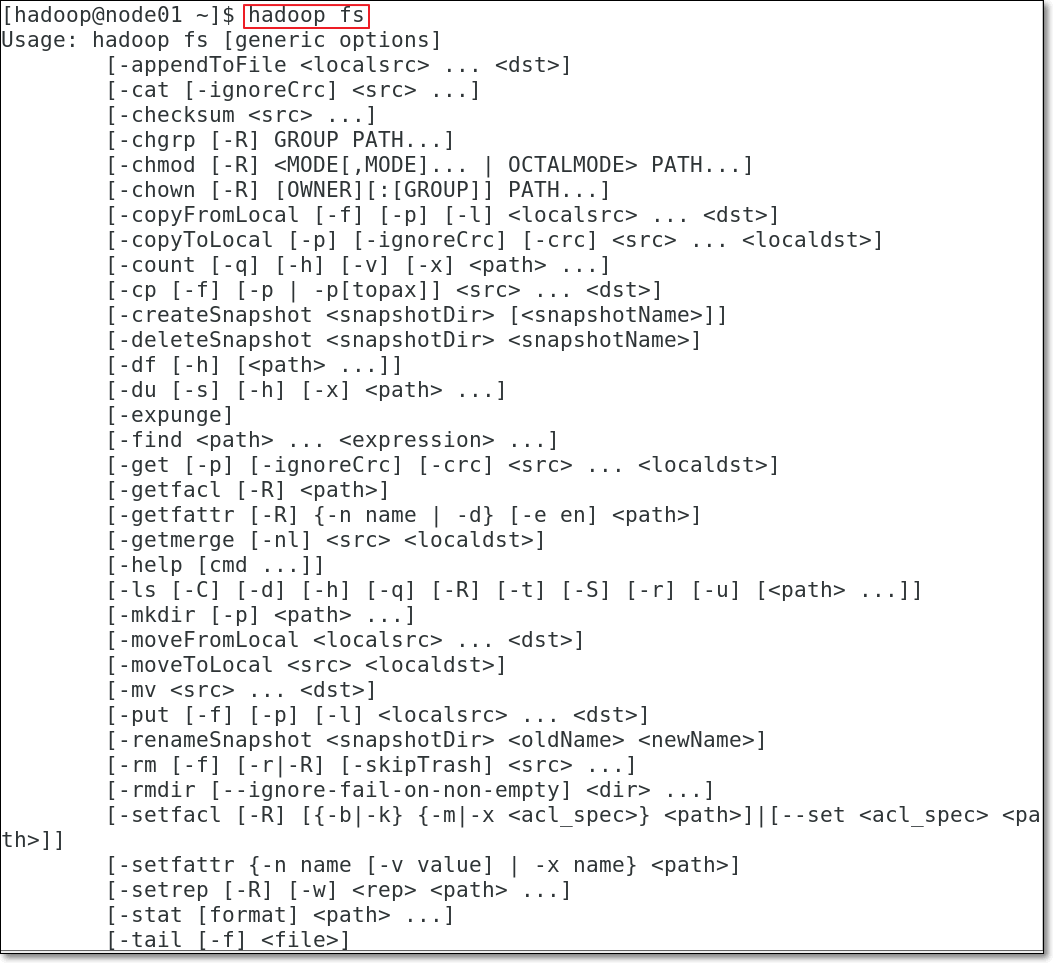 [hadoop@node01 ~]$ hadoop fs
Usage: hadoop fs [generic options]
        [-appendToFile <localsrc> ... <dst>]
        [-cat [-ignoreCrc] <src> ...]
        [-checksum <src> ...]
        [-chgrp [-R] GROUP PATH...]
        [-chmod [-R] <MODE[,MODE]... | OCTALMODE> PATH...]
        [-chown [-R] [OWNER][:[GROUP]] PATH...]
        [-copyFromLocal [-f] [-p] [-l] <localsrc> ... <dst>]
        [-copyToLocal [-p] [-ignoreCrc] [-crc] <src> ... <localdst>]
        [-count [-q] [-h] [-v] [-x] <path> ...]
        [-cp [-f] [-p | -p[topax]] <src> ... <dst>]
        [-createSnapshot <snapshotDir> [<snapshotName>]]
        [-deleteSnapshot <snapshotDir> <snapshotName>]
        [-df [-h] [<path> ...]]
        [-du [-s] [-h] [-x] <path> ...]
        [-expunge]
        [-find <path> ... <expression> ...]
        [-get [-p] [-ignoreCrc] [-crc] <src> ... <localdst>]
        [-getfacl [-R] <path>]
        [-getfattr [-R] {-n name | -d} [-e en] <path>]
        [-getmerge [-nl] <src> <localdst>]
        [-help [cmd ...]]
        [-ls [-C] [-d] [-h] [-q] [-R] [-t] [-S] [-r] [-u] [<path> ...]]
        [-mkdir [-p] <path> ...]
        [-moveFromLocal <localsrc> ... <dst>]
        [-moveToLocal <src> <localdst>]
        [-mv <src> ... <dst>]
        [-put [-f] [-p] [-l] <localsrc> ... <dst>]
        [-renameSnapshot <snapshotDir> <oldName> <newName>]
        [-rm [-f] [-r|-R] [-skipTrash] <src> ...]
        [-rmdir [--ignore-fail-on-non-empty] <dir> ...]
        [-setfacl [-R] [{-b|-k} {-m|-x <acl_spec>} <path>]|[--set <acl_spec> <pa
th>]]
        [-setfattr {-n name [-v value] | -x name} <path>]
        [-setrep [-R] [-w] <rep> <path> ...]
        [-stat [format] <path> ...]
        [-tail [-f] <file>]